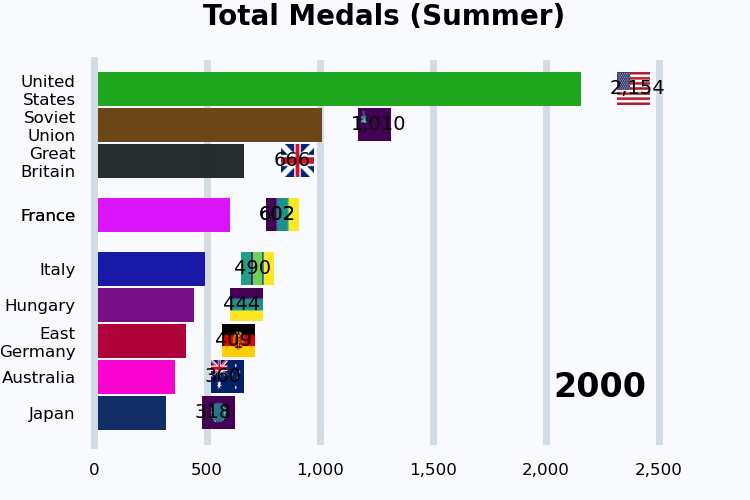 Total Medals (Summer)
United
States
2,154
Soviet
Union
1,010
Great
Britain
666
France
602
Italy
490
Hungary
444
East
Germany
409
Australia
360
Japan
318
2000
0 500 1,000 1,500 2,000 2,500